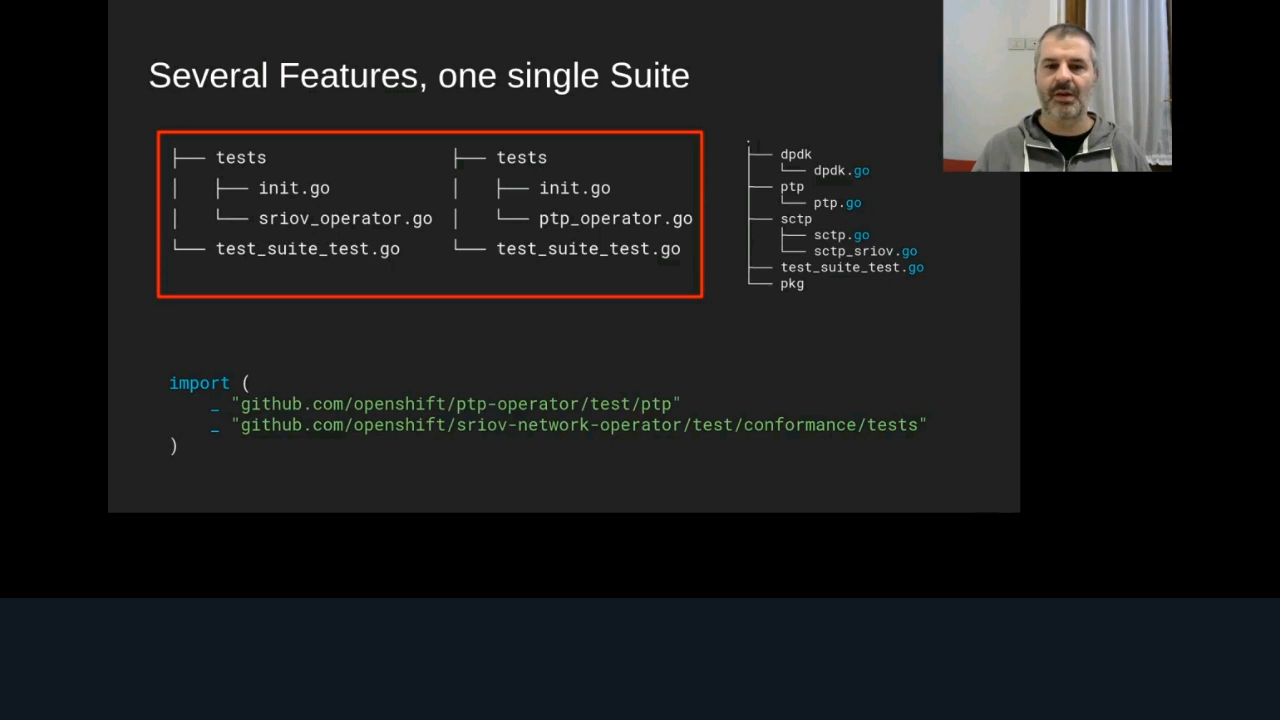 Several Features, one single Suite
├── tests
│   ├── init.go
│   └── sriov_operator.go
└── test_suite_test.go
├── tests
│   ├── init.go
│   └── ptp_operator.go
└── test_suite_test.go
.
├── dpdk
│   └── dpdk.go
├── ptp
│   └── ptp.go
├── sctp
│   ├── sctp.go
│   └── sctp_sriov.go
├── test_suite_test.go
└── pkg
import (
    _ "github.com/openshift/ptp-operator/test/ptp"
    _ "github.com/openshift/sriov-network-operator/test/conformance/tests"
)